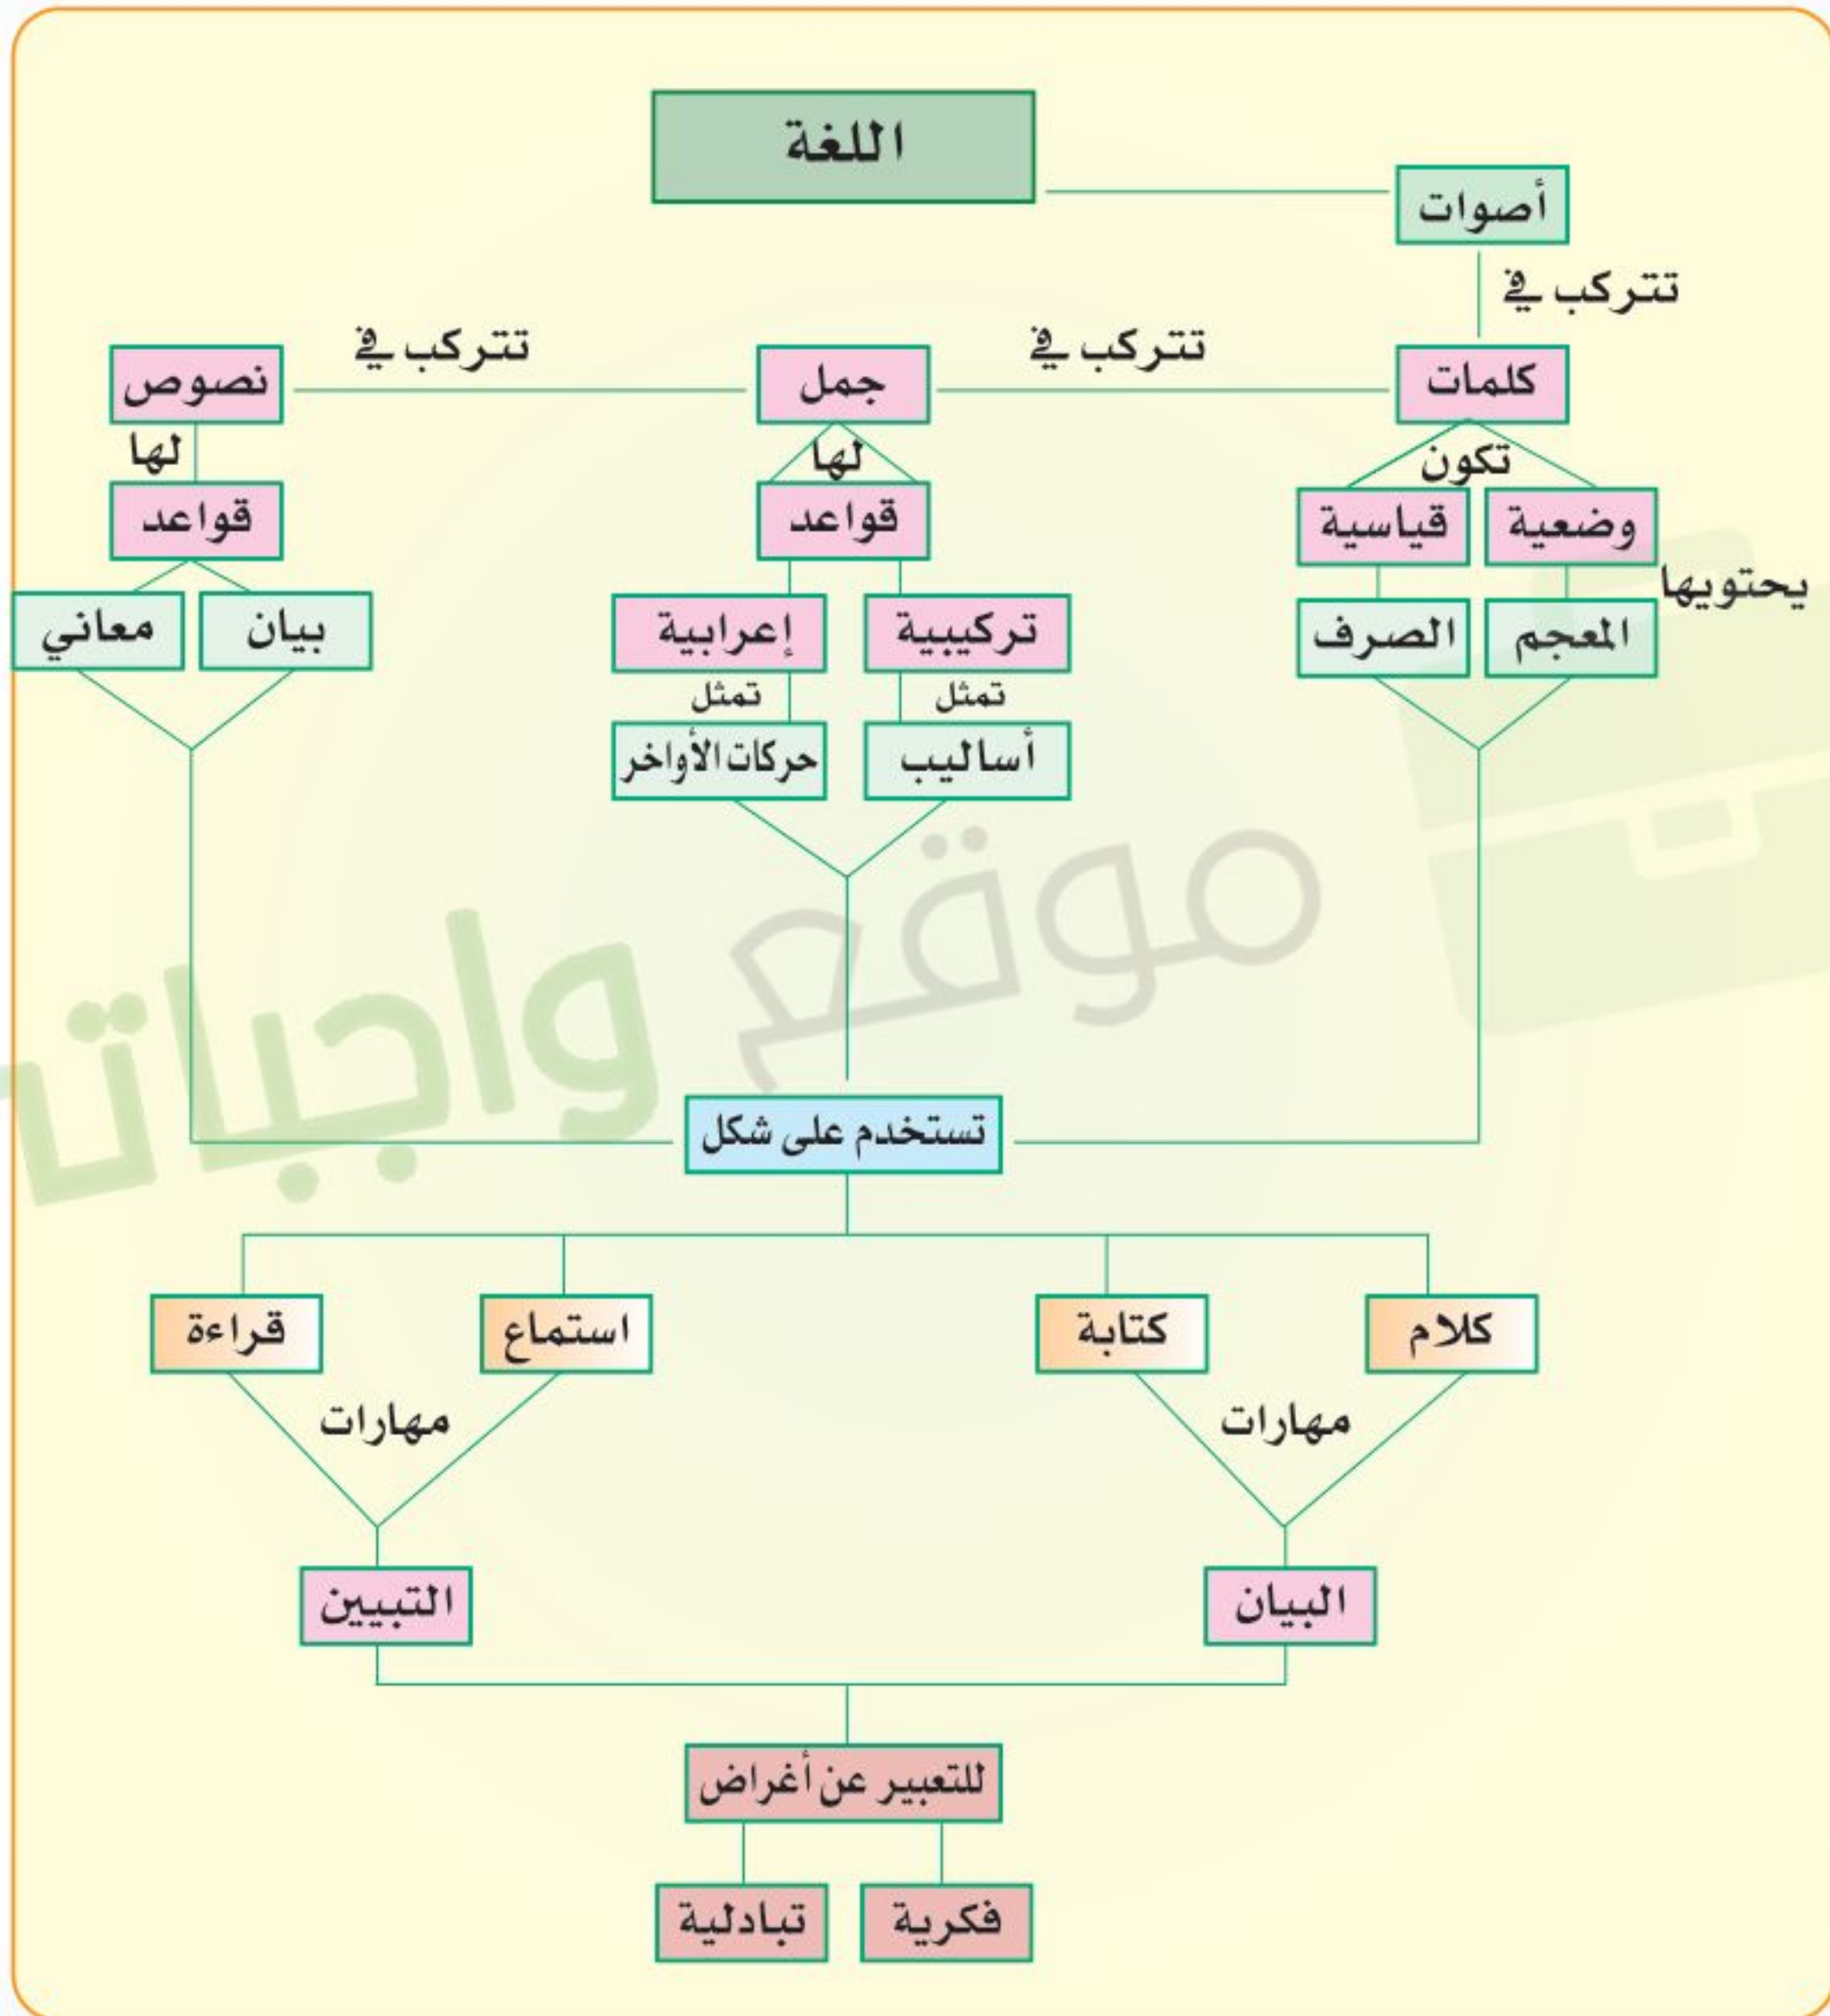 اللغة
أصوات
تتركب في
كلمات
تتركب في
جمل
تتركب في
نصوص
تكون
لها
لها
وضعية
قياسية
قواعد
قواعد
يحتويها
المعجم
الصرف
تركيبية
إعرابية
بيان
معاني
تمثل
تمثل
أساليب
حركات الأواخر
موقع واجباتي
تستخدم على شكل
كلام
كتابة
استماع
قراءة
مهارات
مهارات
البيان
التبيين
للتعبير عن أغراض
فكرية
تبادلية